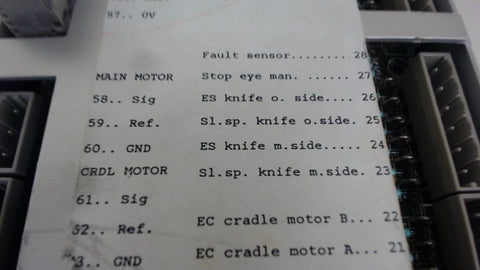 57.. 0V
Fault sensor........ 28
MAIN MOTOR Stop eye man. ...... 27
58.. Sig ES knife o. side.... 26
59.. Ref. Sl.sp. knife o.side. 25
60.. GND ES knife m.side..... 24
CRDL MOTOR Sl.sp. knife m.side. 23
61.. Sig
62.. Ref. EC cradle motor B... 22
3.. GND EC cradle motor A... 21